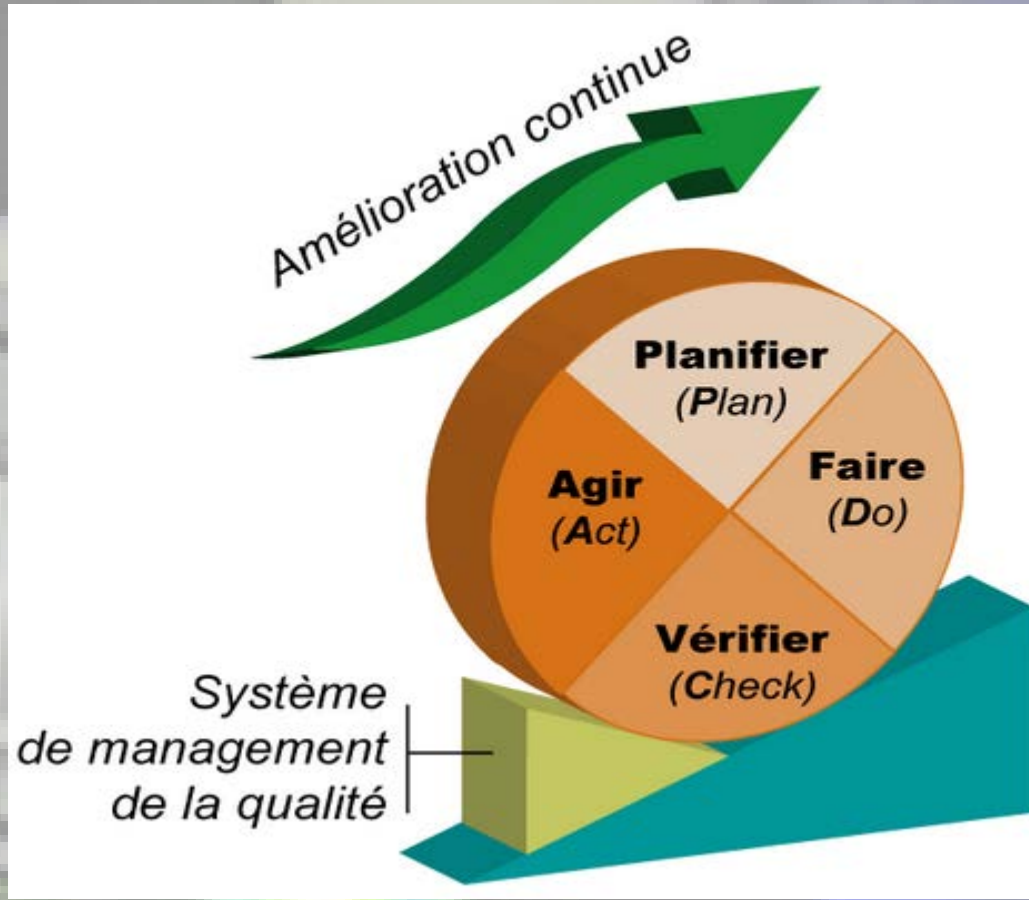 Amélioration continue
Planifier
(Plan)
Faire
(Do)
Agir
(Act)
Vérifier
(Check)
Système
de management
de la qualité